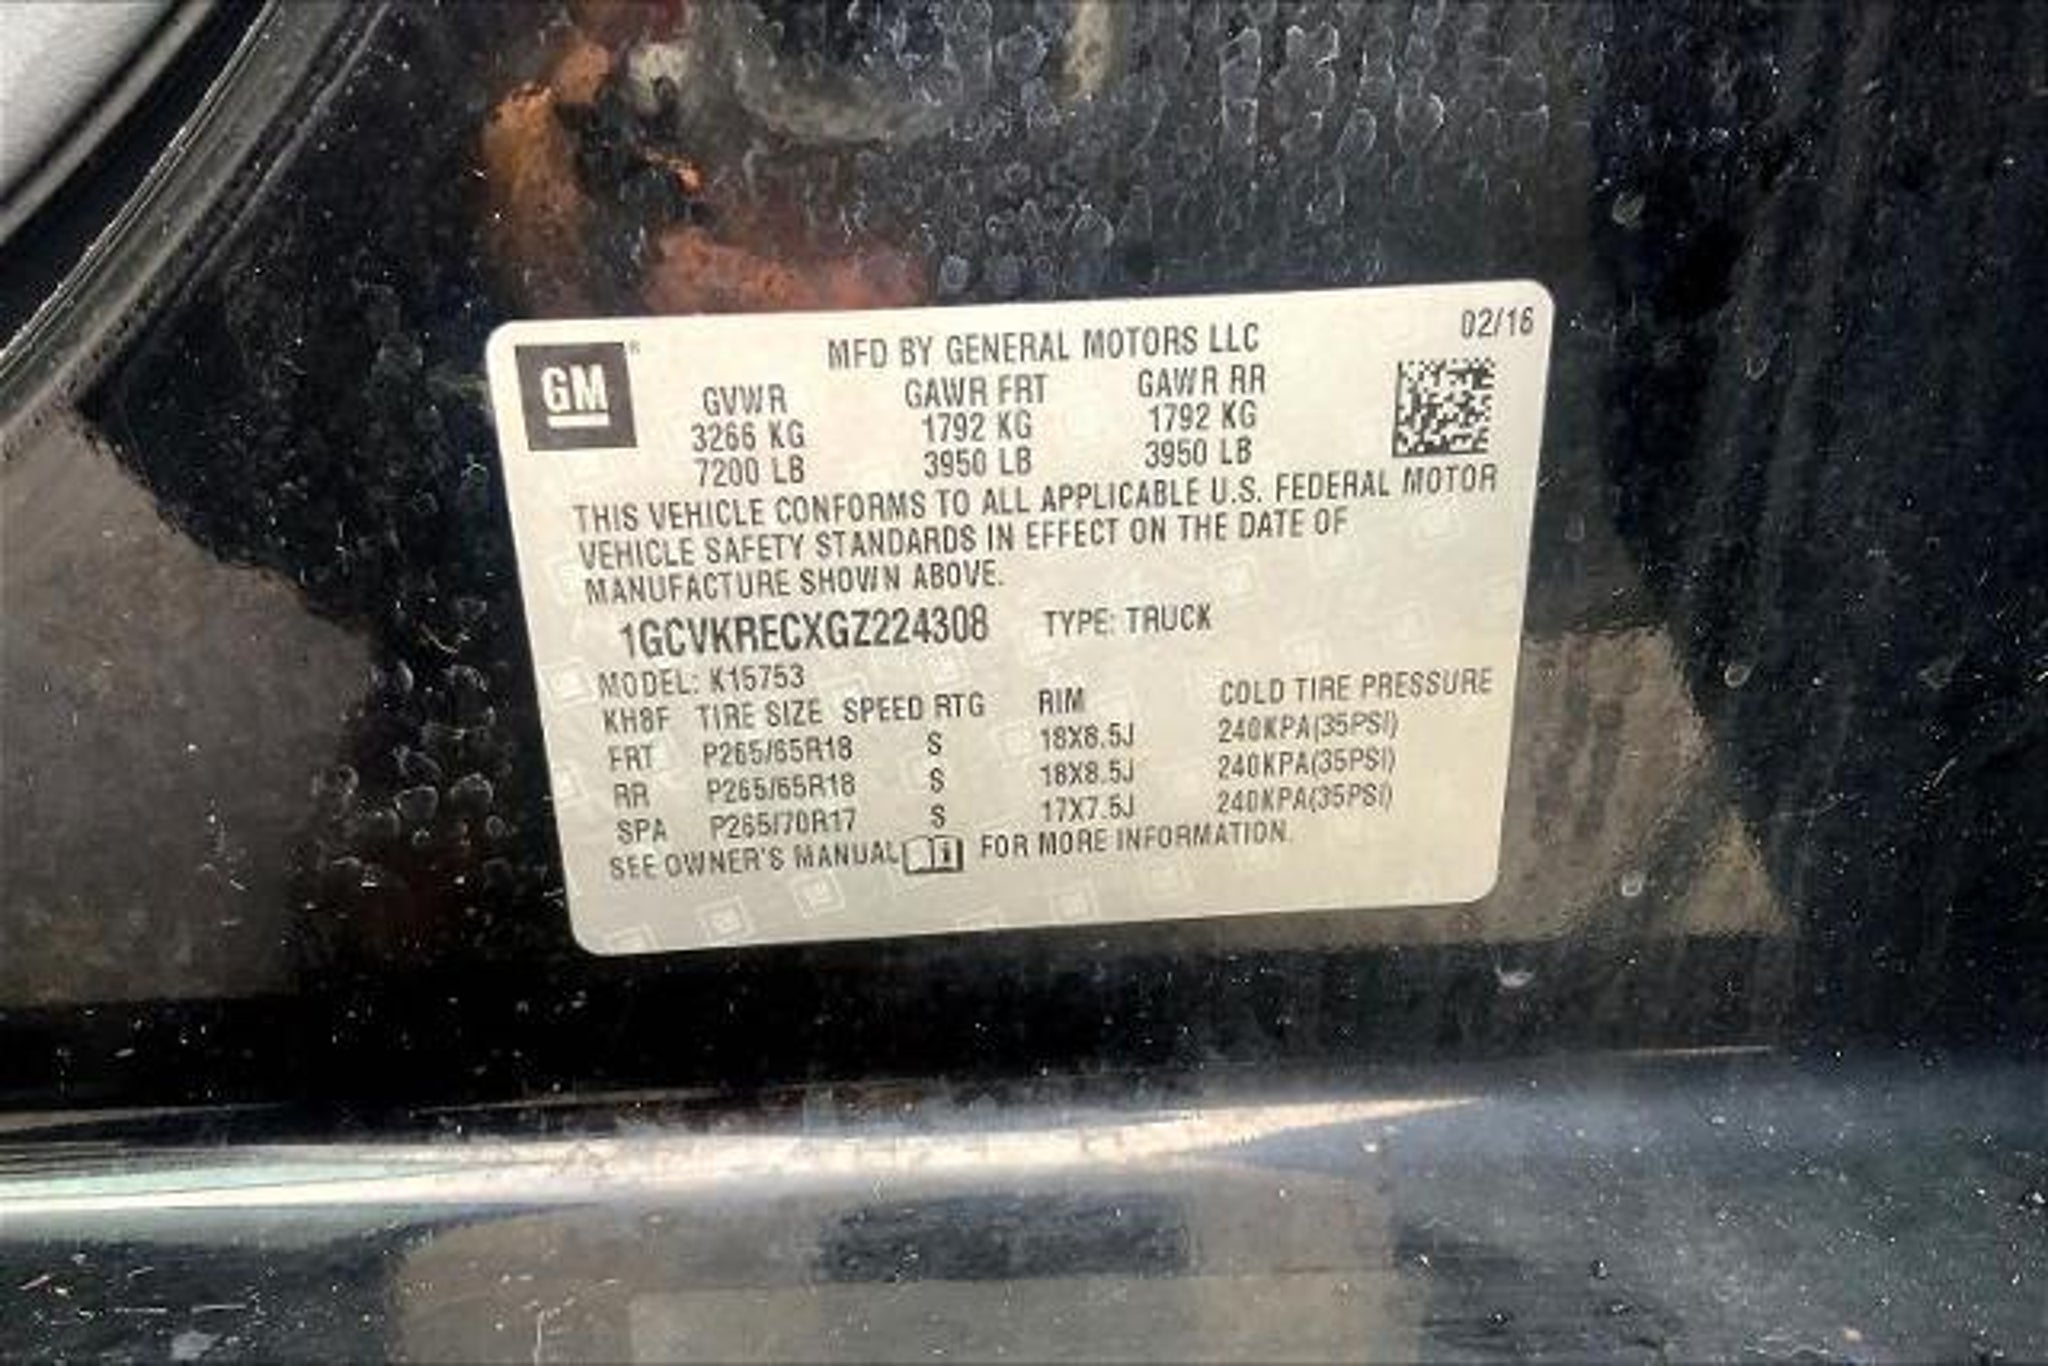 GM
MFD BY GENERAL MOTORS LLC 02/16
GVWR GAWR FRT GAWR RR
3266 KG 1792 KG 1792 KG
7200 LB 3950 LB 3950 LB
THIS VEHICLE CONFORMS TO ALL APPLICABLE U.S. FEDERAL MOTOR
VEHICLE SAFETY STANDARDS IN EFFECT ON THE DATE OF
MANUFACTURE SHOWN ABOVE.
1GCVKRECXGZ224308 TYPE: TRUCK
MODEL: K15753
KH8F TIRE SIZE SPEED RTG RIM COLD TIRE PRESSURE
FRT P265/65R18 S 18X8.5J 240KPA(35PSI)
RR P265/65R18 S 18X8.5J 240KPA(35PSI)
SPA P265/70R17 S 17X7.5J 240KPA(35PSI)
SEE OWNER'S MANUAL FOR MORE INFORMATION.